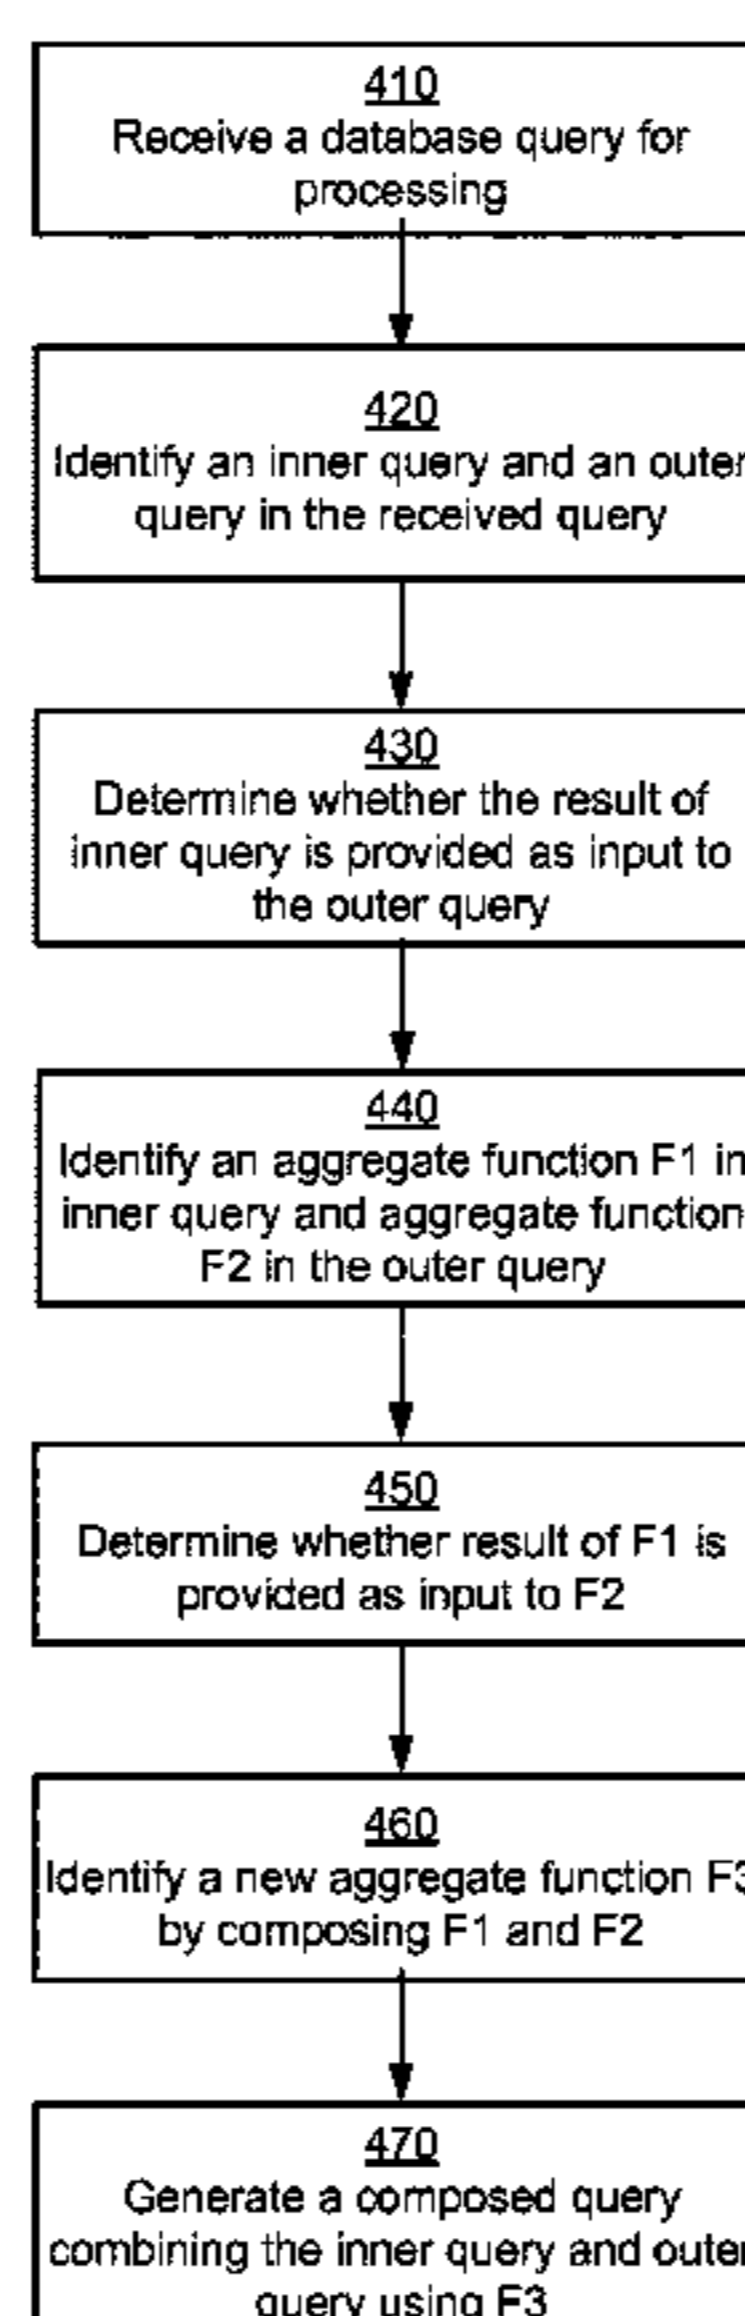 410
Receive a database query for
processing
420
Identify an inner query and an outer
query in the received query
430
Determine whether the result of
inner query is provided as input to
the outer query
440
Identify an aggregate function F1 in
inner query and aggregate function
F2 in the outer query
450
Determine whether result of F1 is
provided as input to F2
460
Identify a new aggregate function F3
by composing F1 and F2
470
Generate a composed query
combining the inner query and outer
query using F3